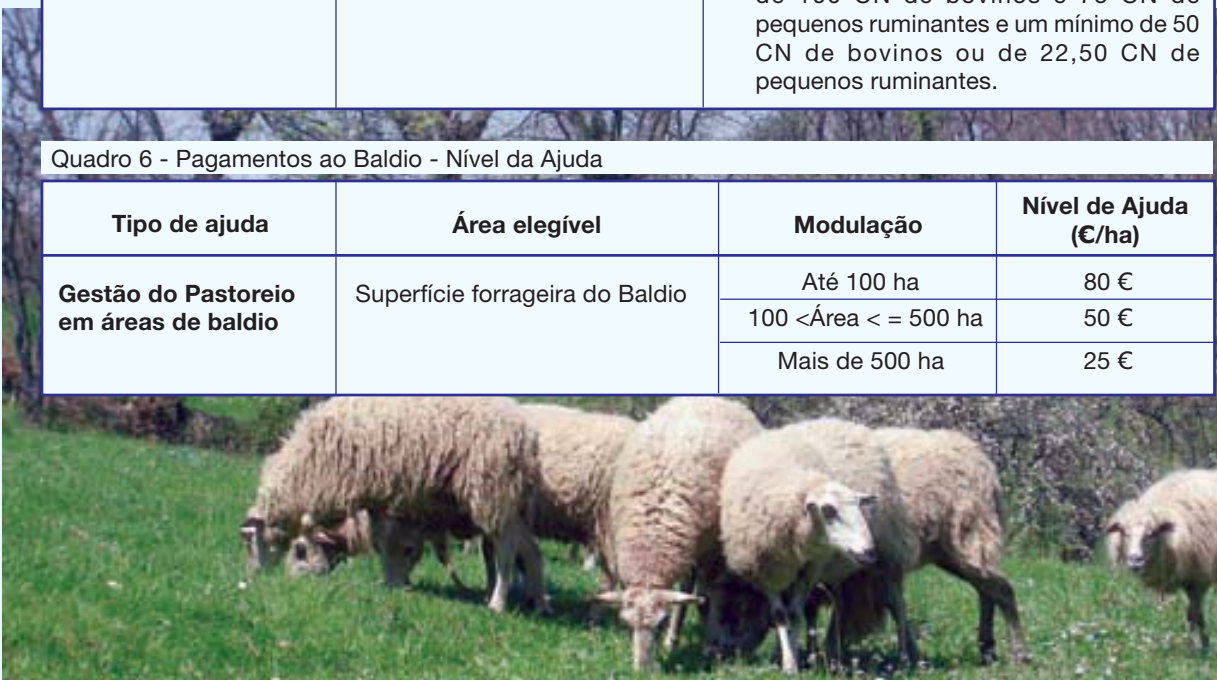 pequenos ruminantes e um mínimo de 50
CN de bovinos ou de 22,50 CN de
pequenos ruminantes.
Quadro 6 - Pagamentos ao Baldio - Nível da Ajuda
Tipo de ajuda
Área elegível
Modulação
Nível de Ajuda
(€/ha)
Gestão do Pastoreio
em áreas de baldio
Superfície forrageira do Baldio
Até 100 ha
80 €
100 <Área < = 500 ha
50 €
Mais de 500 ha
25 €